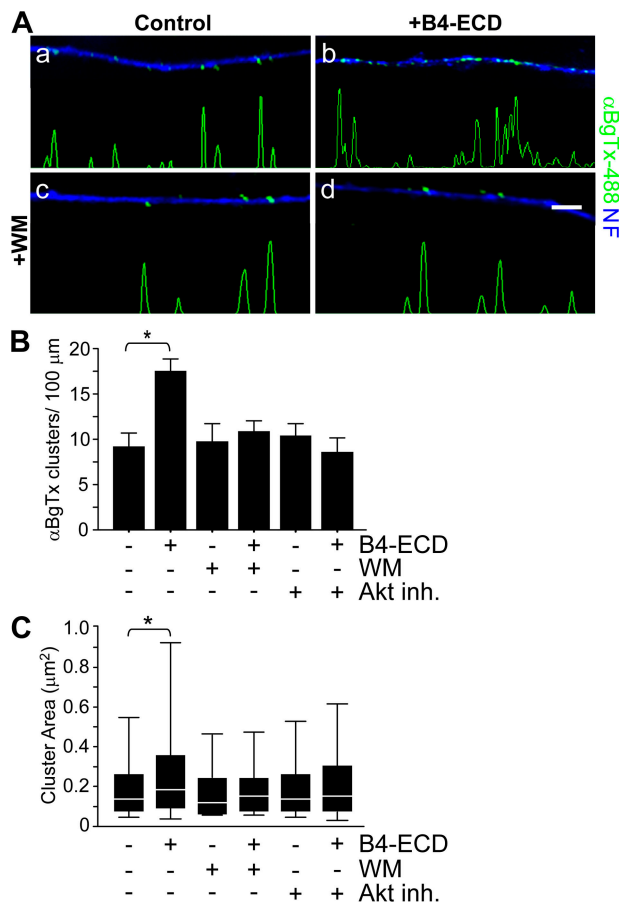 A Control +B4-ECD
a b
c d
+WM
αBgTx-488 NF
B
αBgTx clusters/ 100 μm
20
15
10
5
0
*
- + - + - + B4-ECD
- - + + - - WM
- - - - + + Akt inh.
C
Cluster Area (μm²)
1.0
0.8
0.6
0.4
0.2
0
*
- + - + - + B4-ECD
- - + + - - WM
- - - - + + Akt inh.